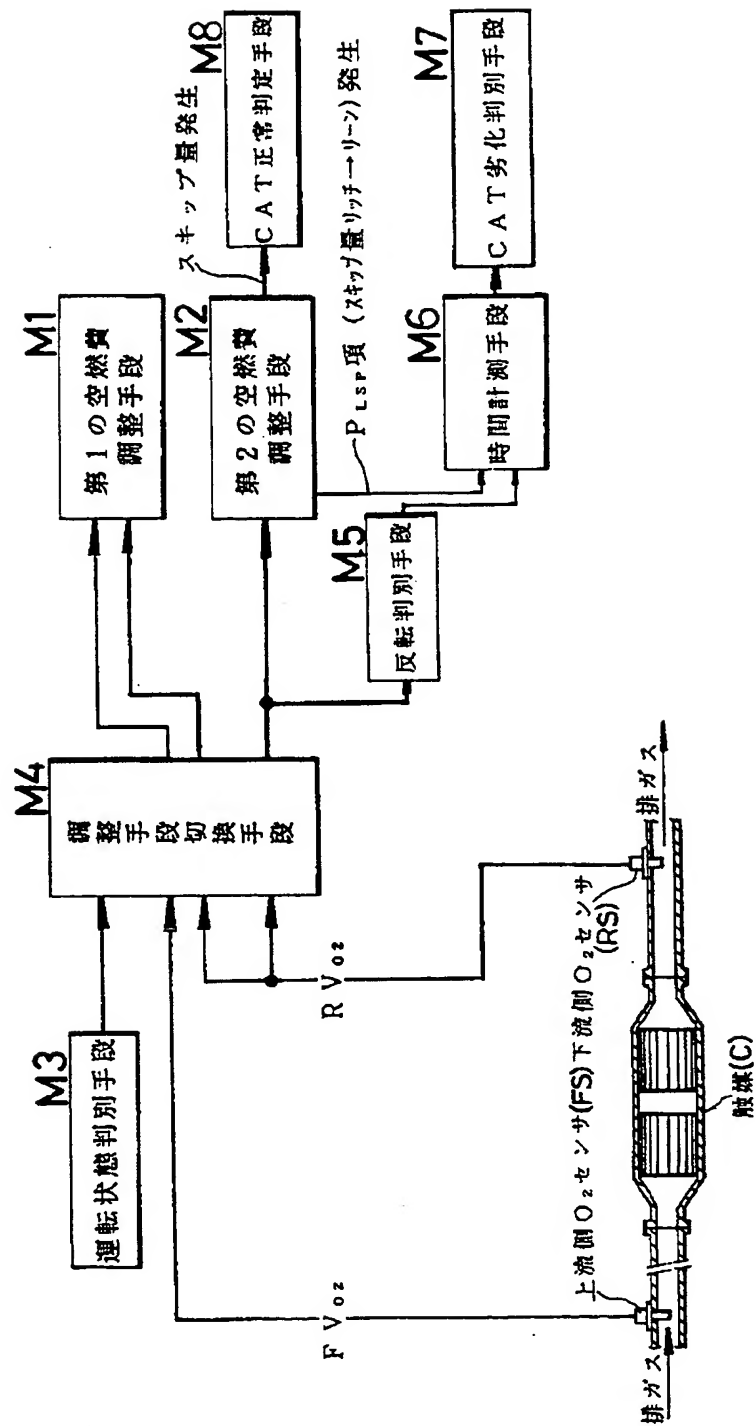 M3
運転状態判別手段
M4
調整手段切換手段
M1
第1の空燃費
調整手段
M2
第2の空燃費
調整手段
スキップ量発生
M8
CAT正常判定手段
PLSP項 (スキップ量リッチ→リーン)発生
M5
反転判別手段
M6
時間計測手段
M7
CAT劣化判別手段
F VO2
R VO2
上流側O2センサ(FS)
下流側O2センサ
(RS)
排ガス
排ガス
触媒(C)